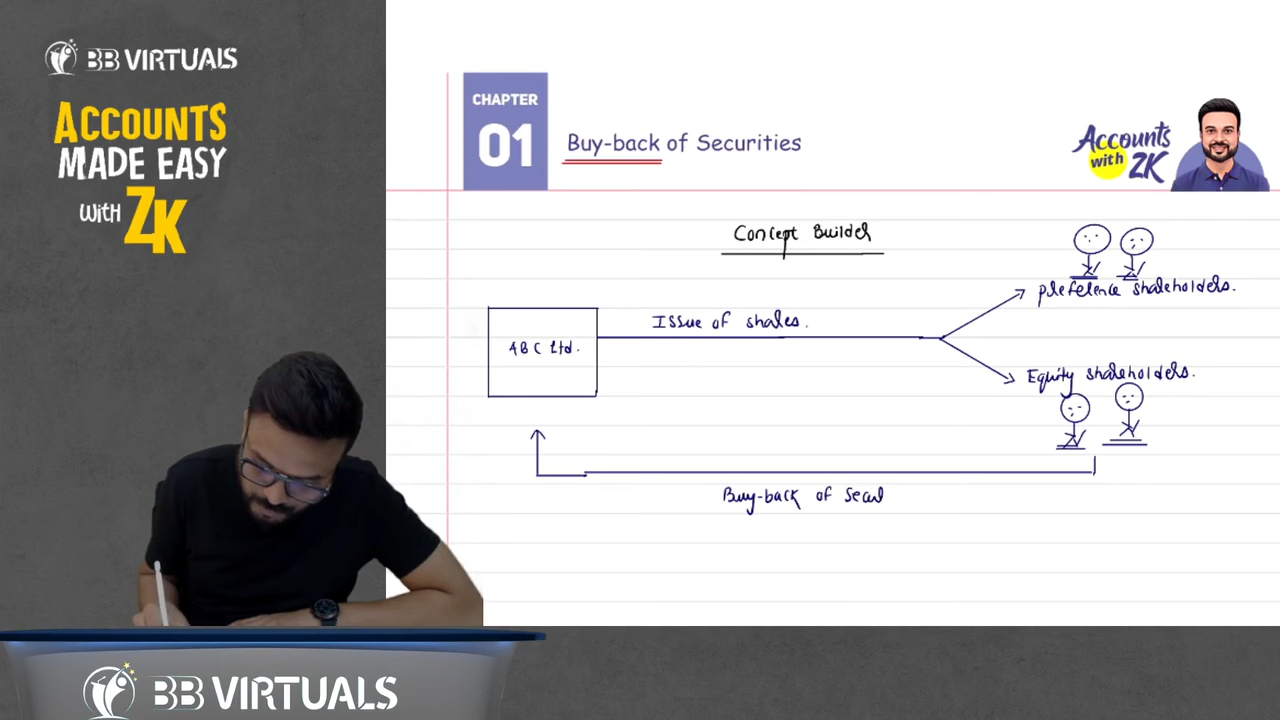 BB VIRTUALS
ACCOUNTS
MADE EASY
WITH ZK
CHAPTER
01
Buy-back of Securities
Accounts
with
ZK
Concept Builder
preference shareholders.
Issue of shares.
ABC Ltd.
Equity shareholders.
Buy-back of Secu
BB VIRTUALS